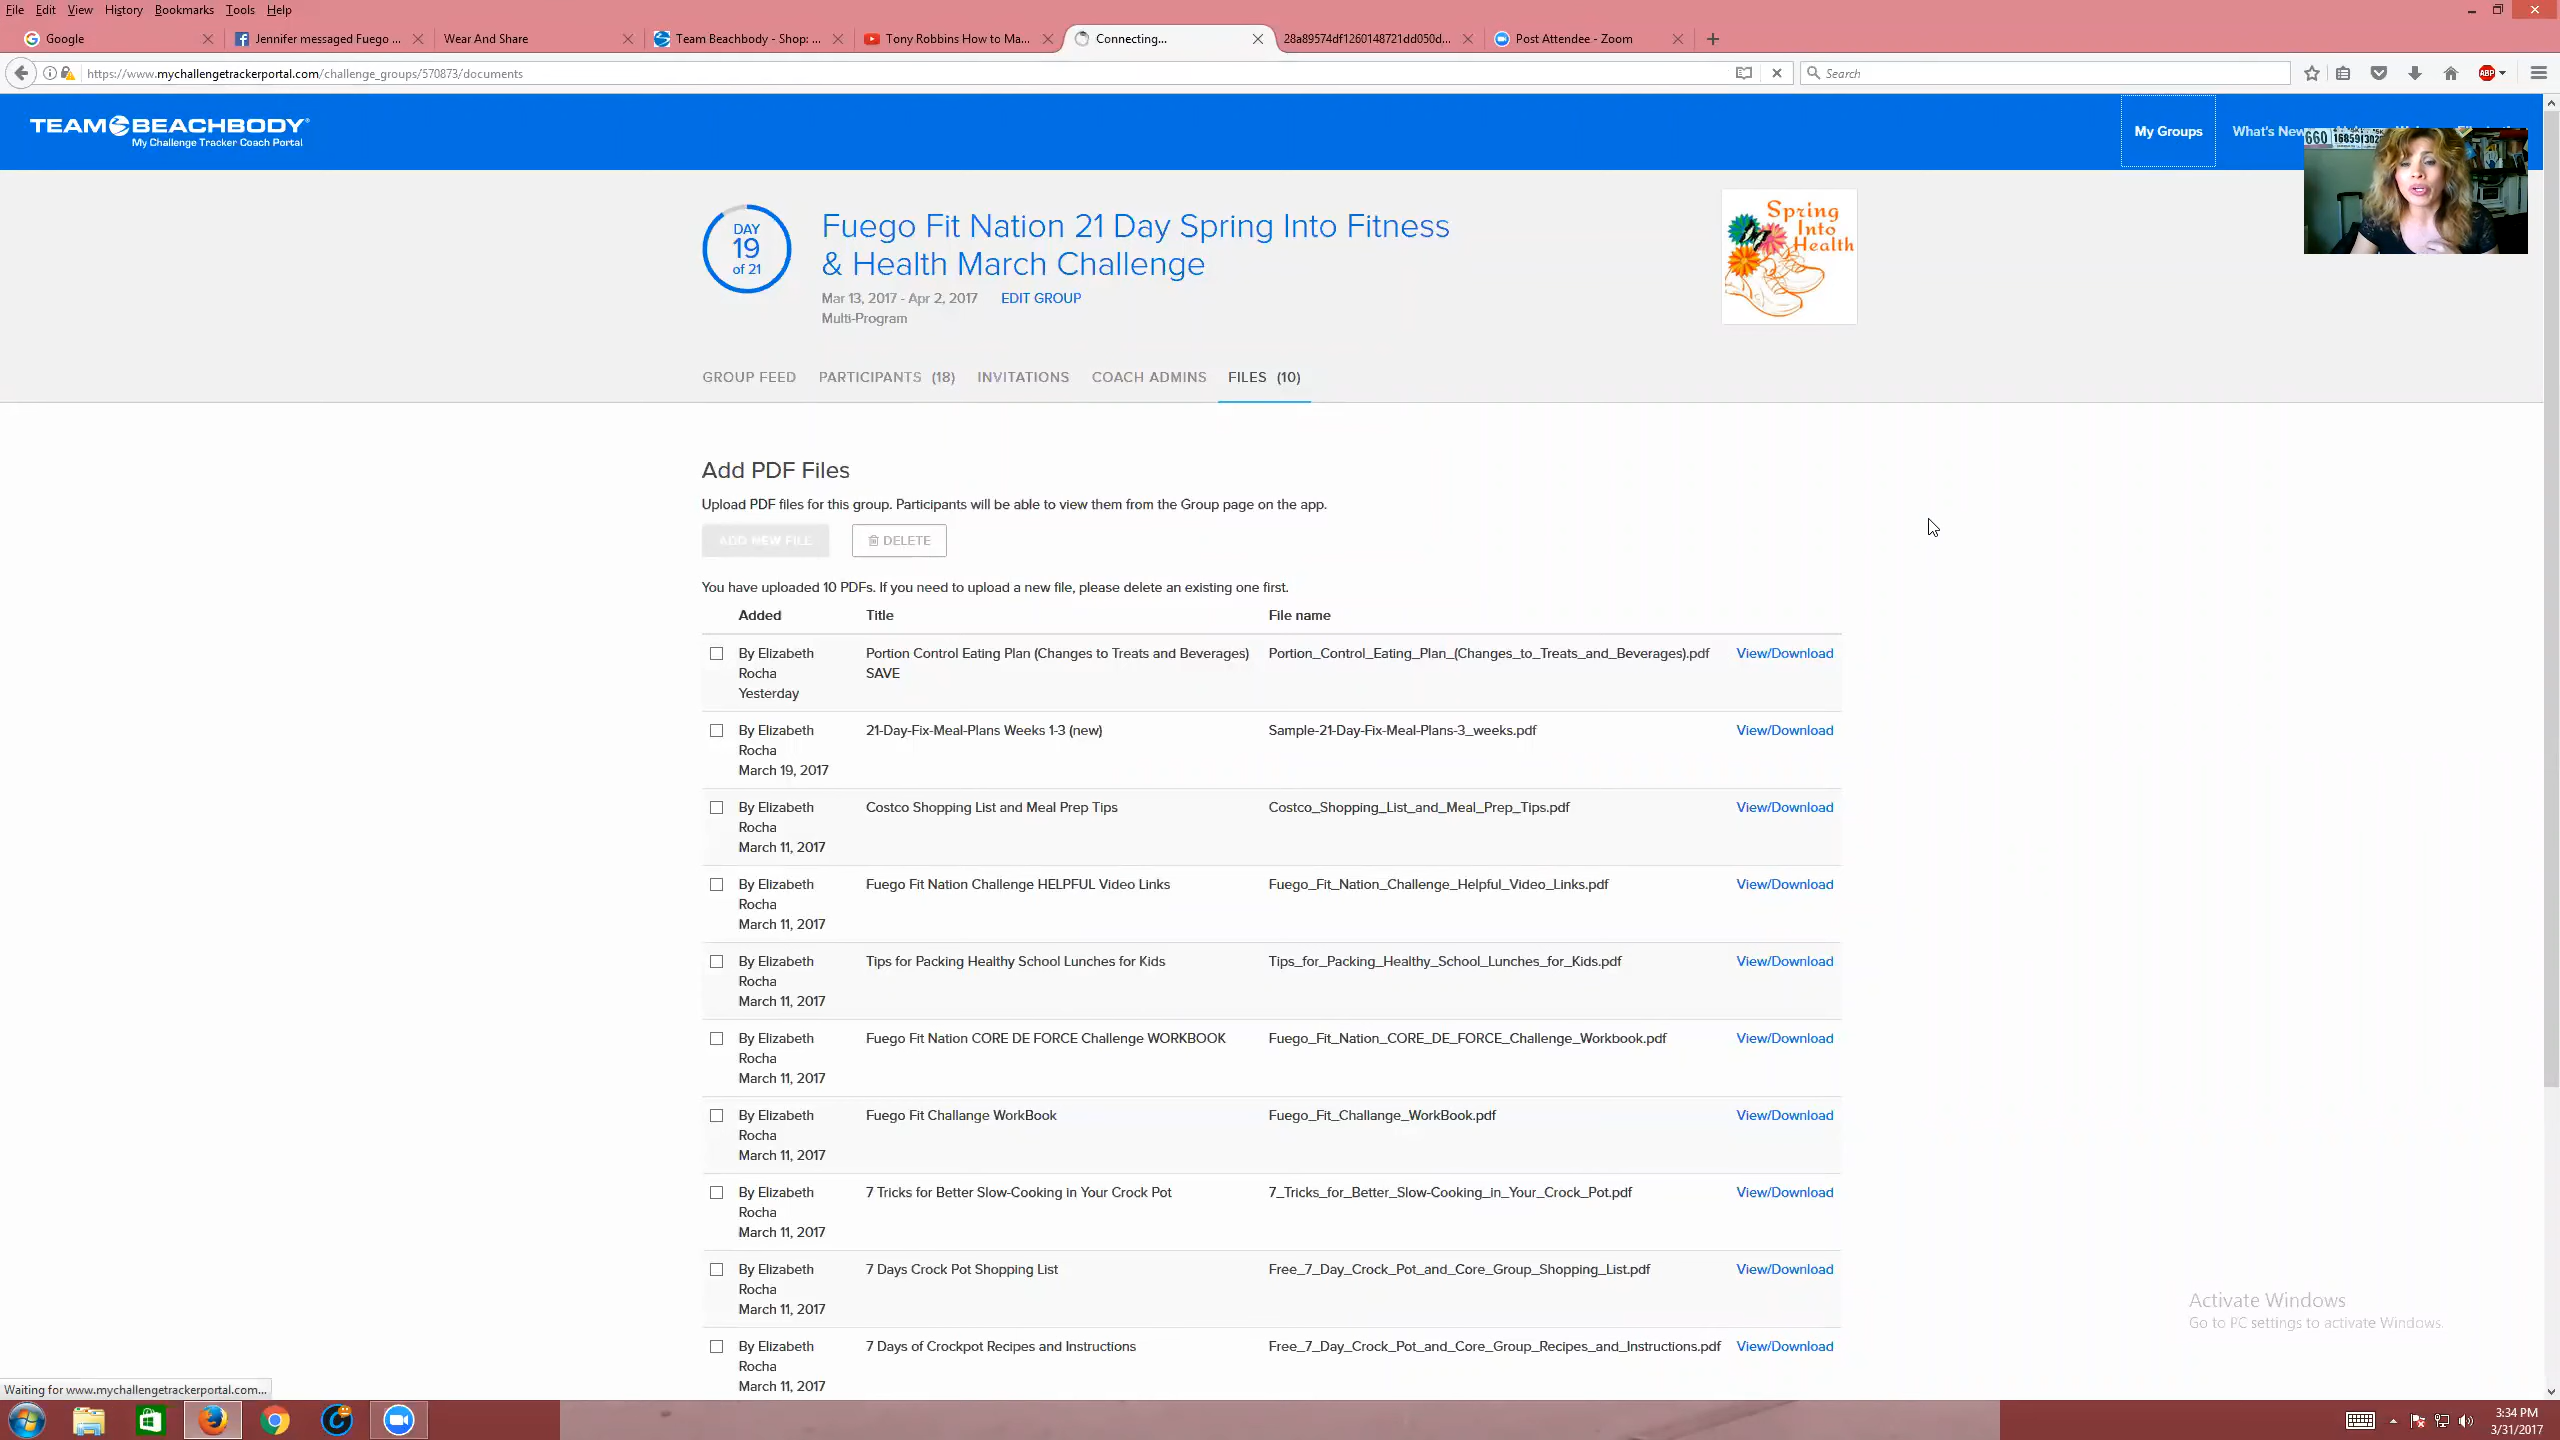 File Edit View History Bookmarks Tools Help
Google
Jennifer messaged Fuego ...
Wear And Share
Team Beachbody - Shop: ...
Tony Robbins How to Ma...
Connecting...
28a89574df1260148721dd050d...
Post Attendee - Zoom
https://www.mychallengetrackerportal.com/challenge_groups/570873/documents
Search
ABP
TEAM BEACHBODY
My Challenge Tracker Coach Portal
My Groups
What's New
DAY
19
of 21
Fuego Fit Nation 21 Day Spring Into Fitness
& Health March Challenge
Mar 13, 2017 - Apr 2, 2017 EDIT GROUP
Multi-Program
Spring
Into
Health
GROUP FEED PARTICIPANTS (18) INVITATIONS COACH ADMINS FILES (10)
Add PDF Files
Upload PDF files for this group. Participants will be able to view them from the Group page on the app.
ADD NEW FILE DELETE
You have uploaded 10 PDFs. If you need to upload a new file, please delete an existing one first.
Added Title File name
By Elizabeth Portion Control Eating Plan (Changes to Treats and Beverages) Portion_Control_Eating_Plan_(Changes_to_Treats_and_Beverages).pdf View/Download
Rocha SAVE
Yesterday
By Elizabeth 21-Day-Fix-Meal-Plans Weeks 1-3 (new) Sample-21-Day-Fix-Meal-Plans-3_weeks.pdf View/Download
Rocha
March 19, 2017
By Elizabeth Costco Shopping List and Meal Prep Tips Costco_Shopping_List_and_Meal_Prep_Tips.pdf View/Download
Rocha
March 11, 2017
By Elizabeth Fuego Fit Nation Challenge HELPFUL Video Links Fuego_Fit_Nation_Challenge_Helpful_Video_Links.pdf View/Download
Rocha
March 11, 2017
By Elizabeth Tips for Packing Healthy School Lunches for Kids Tips_for_Packing_Healthy_School_Lunches_for_Kids.pdf View/Download
Rocha
March 11, 2017
By Elizabeth Fuego Fit Nation CORE DE FORCE Challenge WORKBOOK Fuego_Fit_Nation_CORE_DE_FORCE_Challenge_Workbook.pdf View/Download
Rocha
March 11, 2017
By Elizabeth Fuego Fit Challange WorkBook Fuego_Fit_Challange_WorkBook.pdf View/Download
Rocha
March 11, 2017
By Elizabeth 7 Tricks for Better Slow-Cooking in Your Crock Pot 7_Tricks_for_Better_Slow-Cooking_in_Your_Crock_Pot.pdf View/Download
Rocha
March 11, 2017
By Elizabeth 7 Days Crock Pot Shopping List Free_7_Day_Crock_Pot_and_Core_Group_Shopping_List.pdf View/Download
Rocha
March 11, 2017
By Elizabeth 7 Days of Crockpot Recipes and Instructions Free_7_Day_Crock_Pot_and_Core_Group_Recipes_and_Instructions.pdf View/Download
Rocha
March 11, 2017
Activate Windows
Go to PC settings to activate Windows.
Waiting for www.mychallengetrackerportal.com...
3:34 PM
3/31/2017